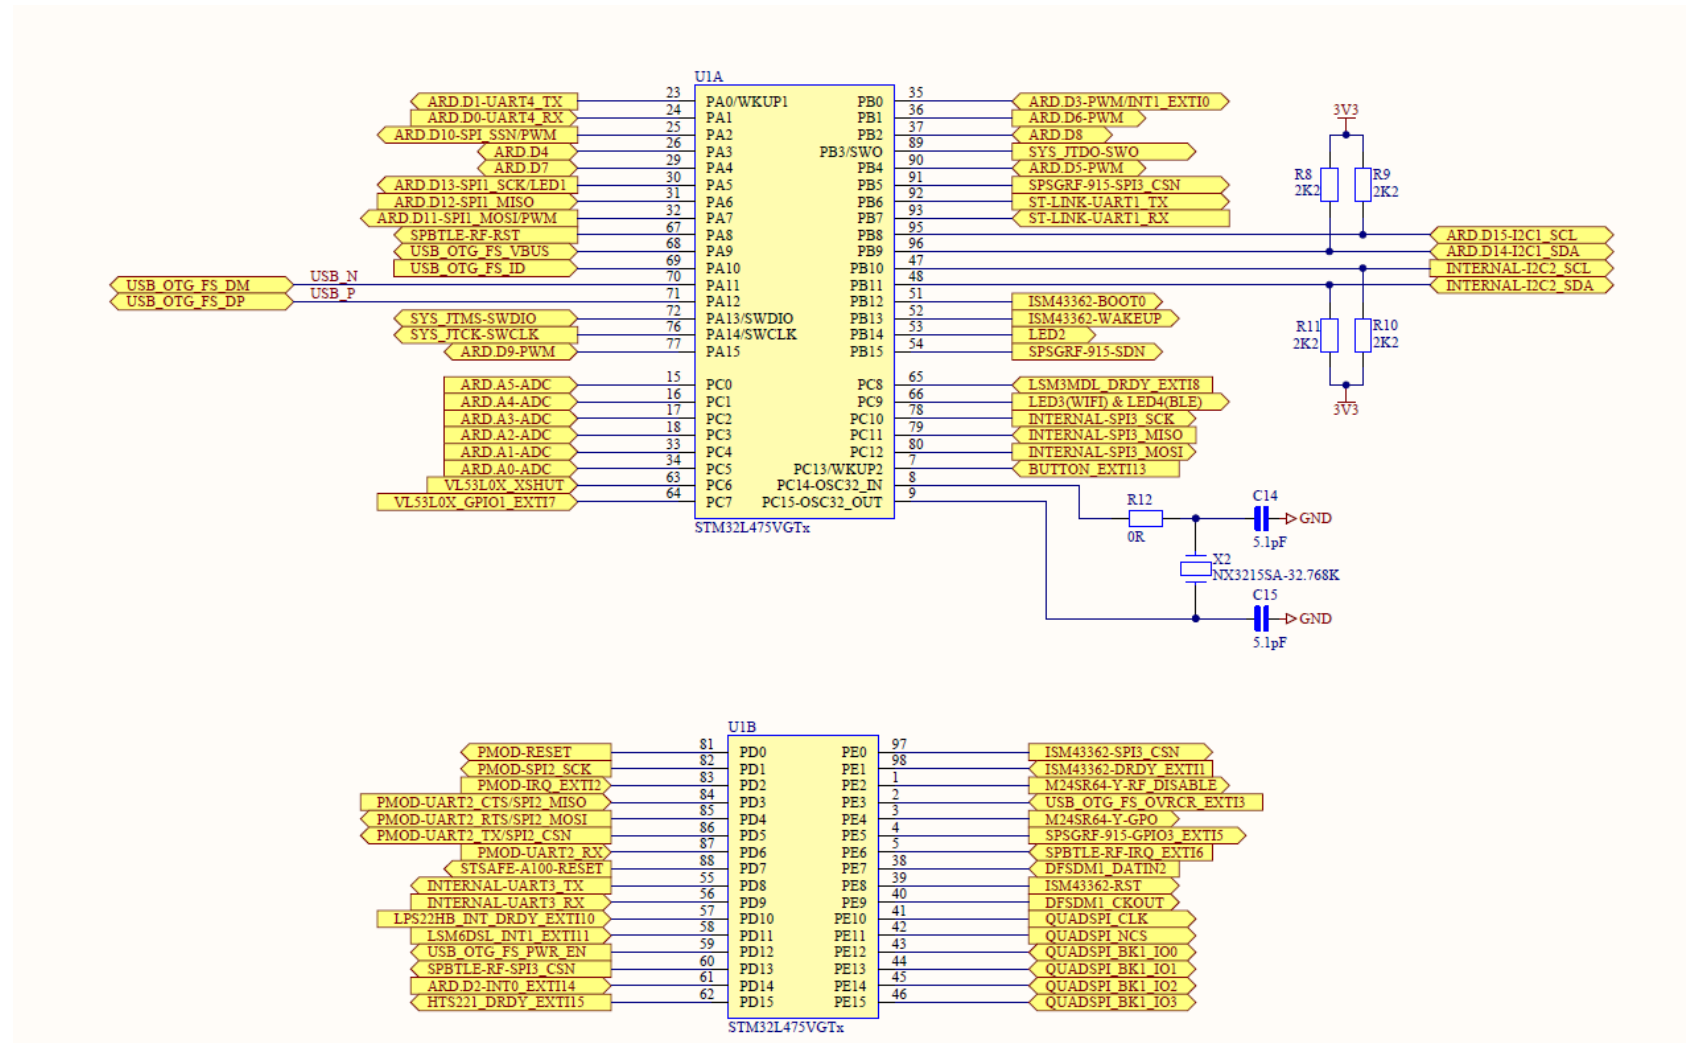 U1A
ARD.D1-UART4_TX 23 PA0/WKUP1 PB0 35 ARD.D3-PWM/INT1_EXTI0
ARD.D0-UART4_RX 24 PA1 PB1 36 ARD.D6-PWM
ARD.D10-SPI_SSN/PWM 25 PA2 PB2 37 ARD.D8
ARD.D4 26 PA3 PB3/SWO 89 SYS_JTDO-SWO
ARD.D7 29 PA4 PB4 90 ARD.D5-PWM
ARD.D13-SPI1_SCK/LED1 30 PA5 PB5 91 SPSGRF-915-SPI3_CSN
ARD.D12-SPI1_MISO 31 PA6 PB6 92 ST-LINK-UART1_TX
ARD.D11-SPI1_MOSI/PWM 32 PA7 PB7 93 ST-LINK-UART1_RX
SPBTLE-RF-RST 67 PA8 PB8 95 ARD.D15-I2C1_SCL
USB_OTG_FS_VBUS 68 PA9 PB9 96 ARD.D14-I2C1_SDA
USB_OTG_FS_ID 69 PA10 PB10 47 INTERNAL-I2C2_SCL
USB_OTG_FS_DM USB_N 70 PA11 PB11 48 INTERNAL-I2C2_SDA
USB_OTG_FS_DP USB_P 71 PA12 PB12 51 ISM43362-BOOT0
SYS_JTMS-SWDIO 72 PA13/SWDIO PB13 52 ISM43362-WAKEUP
SYS_JTCK-SWCLK 76 PA14/SWCLK PB14 53 LED2
ARD.D9-PWM 77 PA15 PB15 54 SPSGRF-915-SDN
ARD.A5-ADC 15 PC0 PC8 65 LSM3MDL_DRDY_EXTI8
ARD.A4-ADC 16 PC1 PC9 66 LED3(WIFI) & LED4(BLE)
ARD.A3-ADC 17 PC2 PC10 78 INTERNAL-SPI3_SCK
ARD.A2-ADC 18 PC3 PC11 79 INTERNAL-SPI3_MISO
ARD.A1-ADC 33 PC4 PC12 80 INTERNAL-SPI3_MOSI
ARD.A0-ADC 34 PC5 PC13/WKUP2 7 BUTTON_EXTI13
VL53L0X_XSHUT 63 PC6 PC14-OSC32_IN 8
VL53L0X_GPIO1_EXTI7 64 PC7 PC15-OSC32_OUT 9
STM32L475VGTx
3V3
R8 R9
2K2 2K2
R11 R10
2K2 2K2
3V3
R12
0R
C14
GND
5.1pF
X2
NX3215SA-32.768K
C15
GND
5.1pF
U1B
PMOD-RESET 81 PD0 PE0 97 ISM43362-SPI3_CSN
PMOD-SPI2_SCK 82 PD1 PE1 98 ISM43362-DRDY_EXTI1
PMOD-IRQ_EXTI2 83 PD2 PE2 1 M24SR64-Y-RF_DISABLE
PMOD-UART2_CTS/SPI2_MISO 84 PD3 PE3 2 USB_OTG_FS_OVRCR_EXTI3
PMOD-UART2_RTS/SPI2_MOSI 85 PD4 PE4 3 M24SR64-Y-GPO
PMOD-UART2_TX/SPI2_CSN 86 PD5 PE5 4 SPSGRF-915-GPIO3_EXTI5
PMOD-UART2_RX 87 PD6 PE6 5 SPBTLE-RF-IRQ_EXTI6
STSAFE-A100-RESET 88 PD7 PE7 38 DFSDM1_DATIN2
INTERNAL-UART3_TX 55 PD8 PE8 39 ISM43362-RST
INTERNAL-UART3_RX 56 PD9 PE9 40 DFSDM1_CKOUT
LPS22HB_INT_DRDY_EXTI10 57 PD10 PE10 41 QUADSPI_CLK
LSM6DSL_INT1_EXTI11 58 PD11 PE11 42 QUADSPI_NCS
USB_OTG_FS_PWR_EN 59 PD12 PE12 43 QUADSPI_BK1_IO0
SPBTLE-RF-SPI3_CSN 60 PD13 PE13 44 QUADSPI_BK1_IO1
ARD.D2-INT0_EXTI14 61 PD14 PE14 45 QUADSPI_BK1_IO2
HTS221_DRDY_EXTI15 62 PD15 PE15 46 QUADSPI_BK1_IO3
STM32L475VGTx